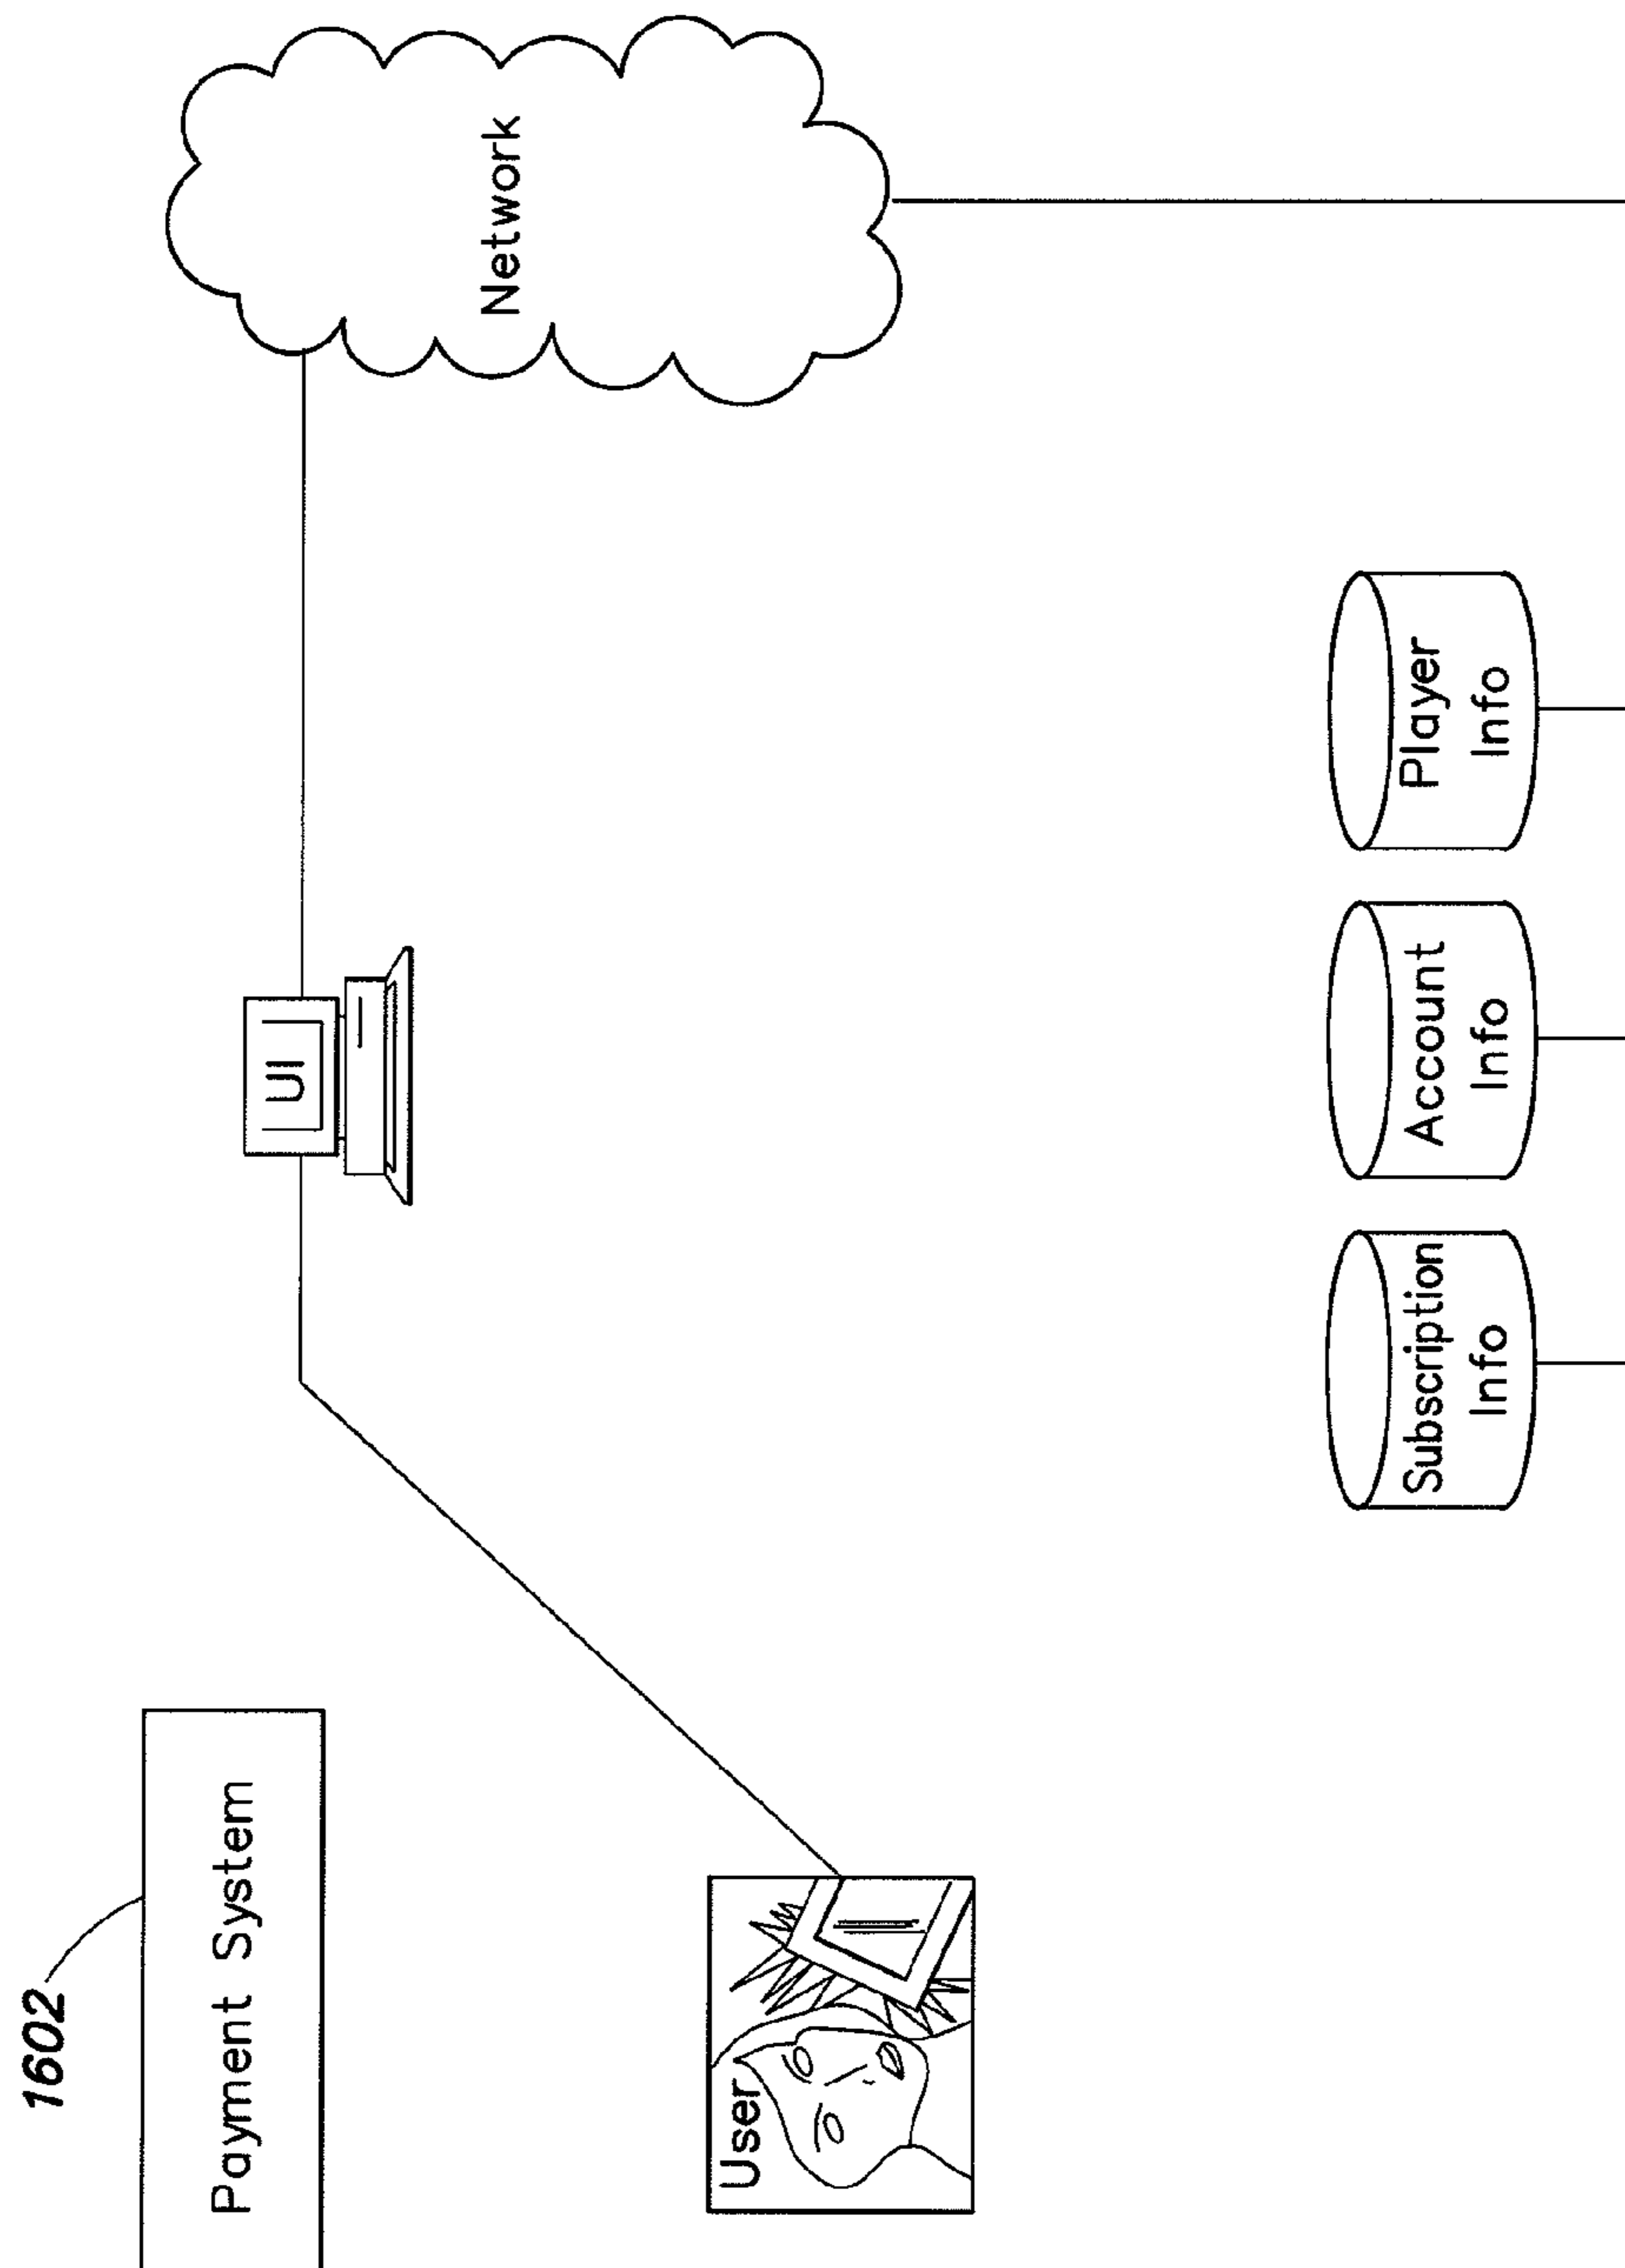 1602
Payment System
User
UI
Network
Subscription
Info
Account
Info
Player
Info